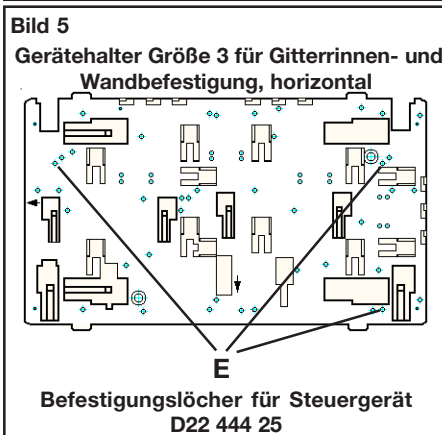 Bild 5
Gerätehalter Größe 3 für Gitterrinnen- und
Wandbefestigung, horizontal
E
Befestigungslöcher für Steuergerät
D22 444 25